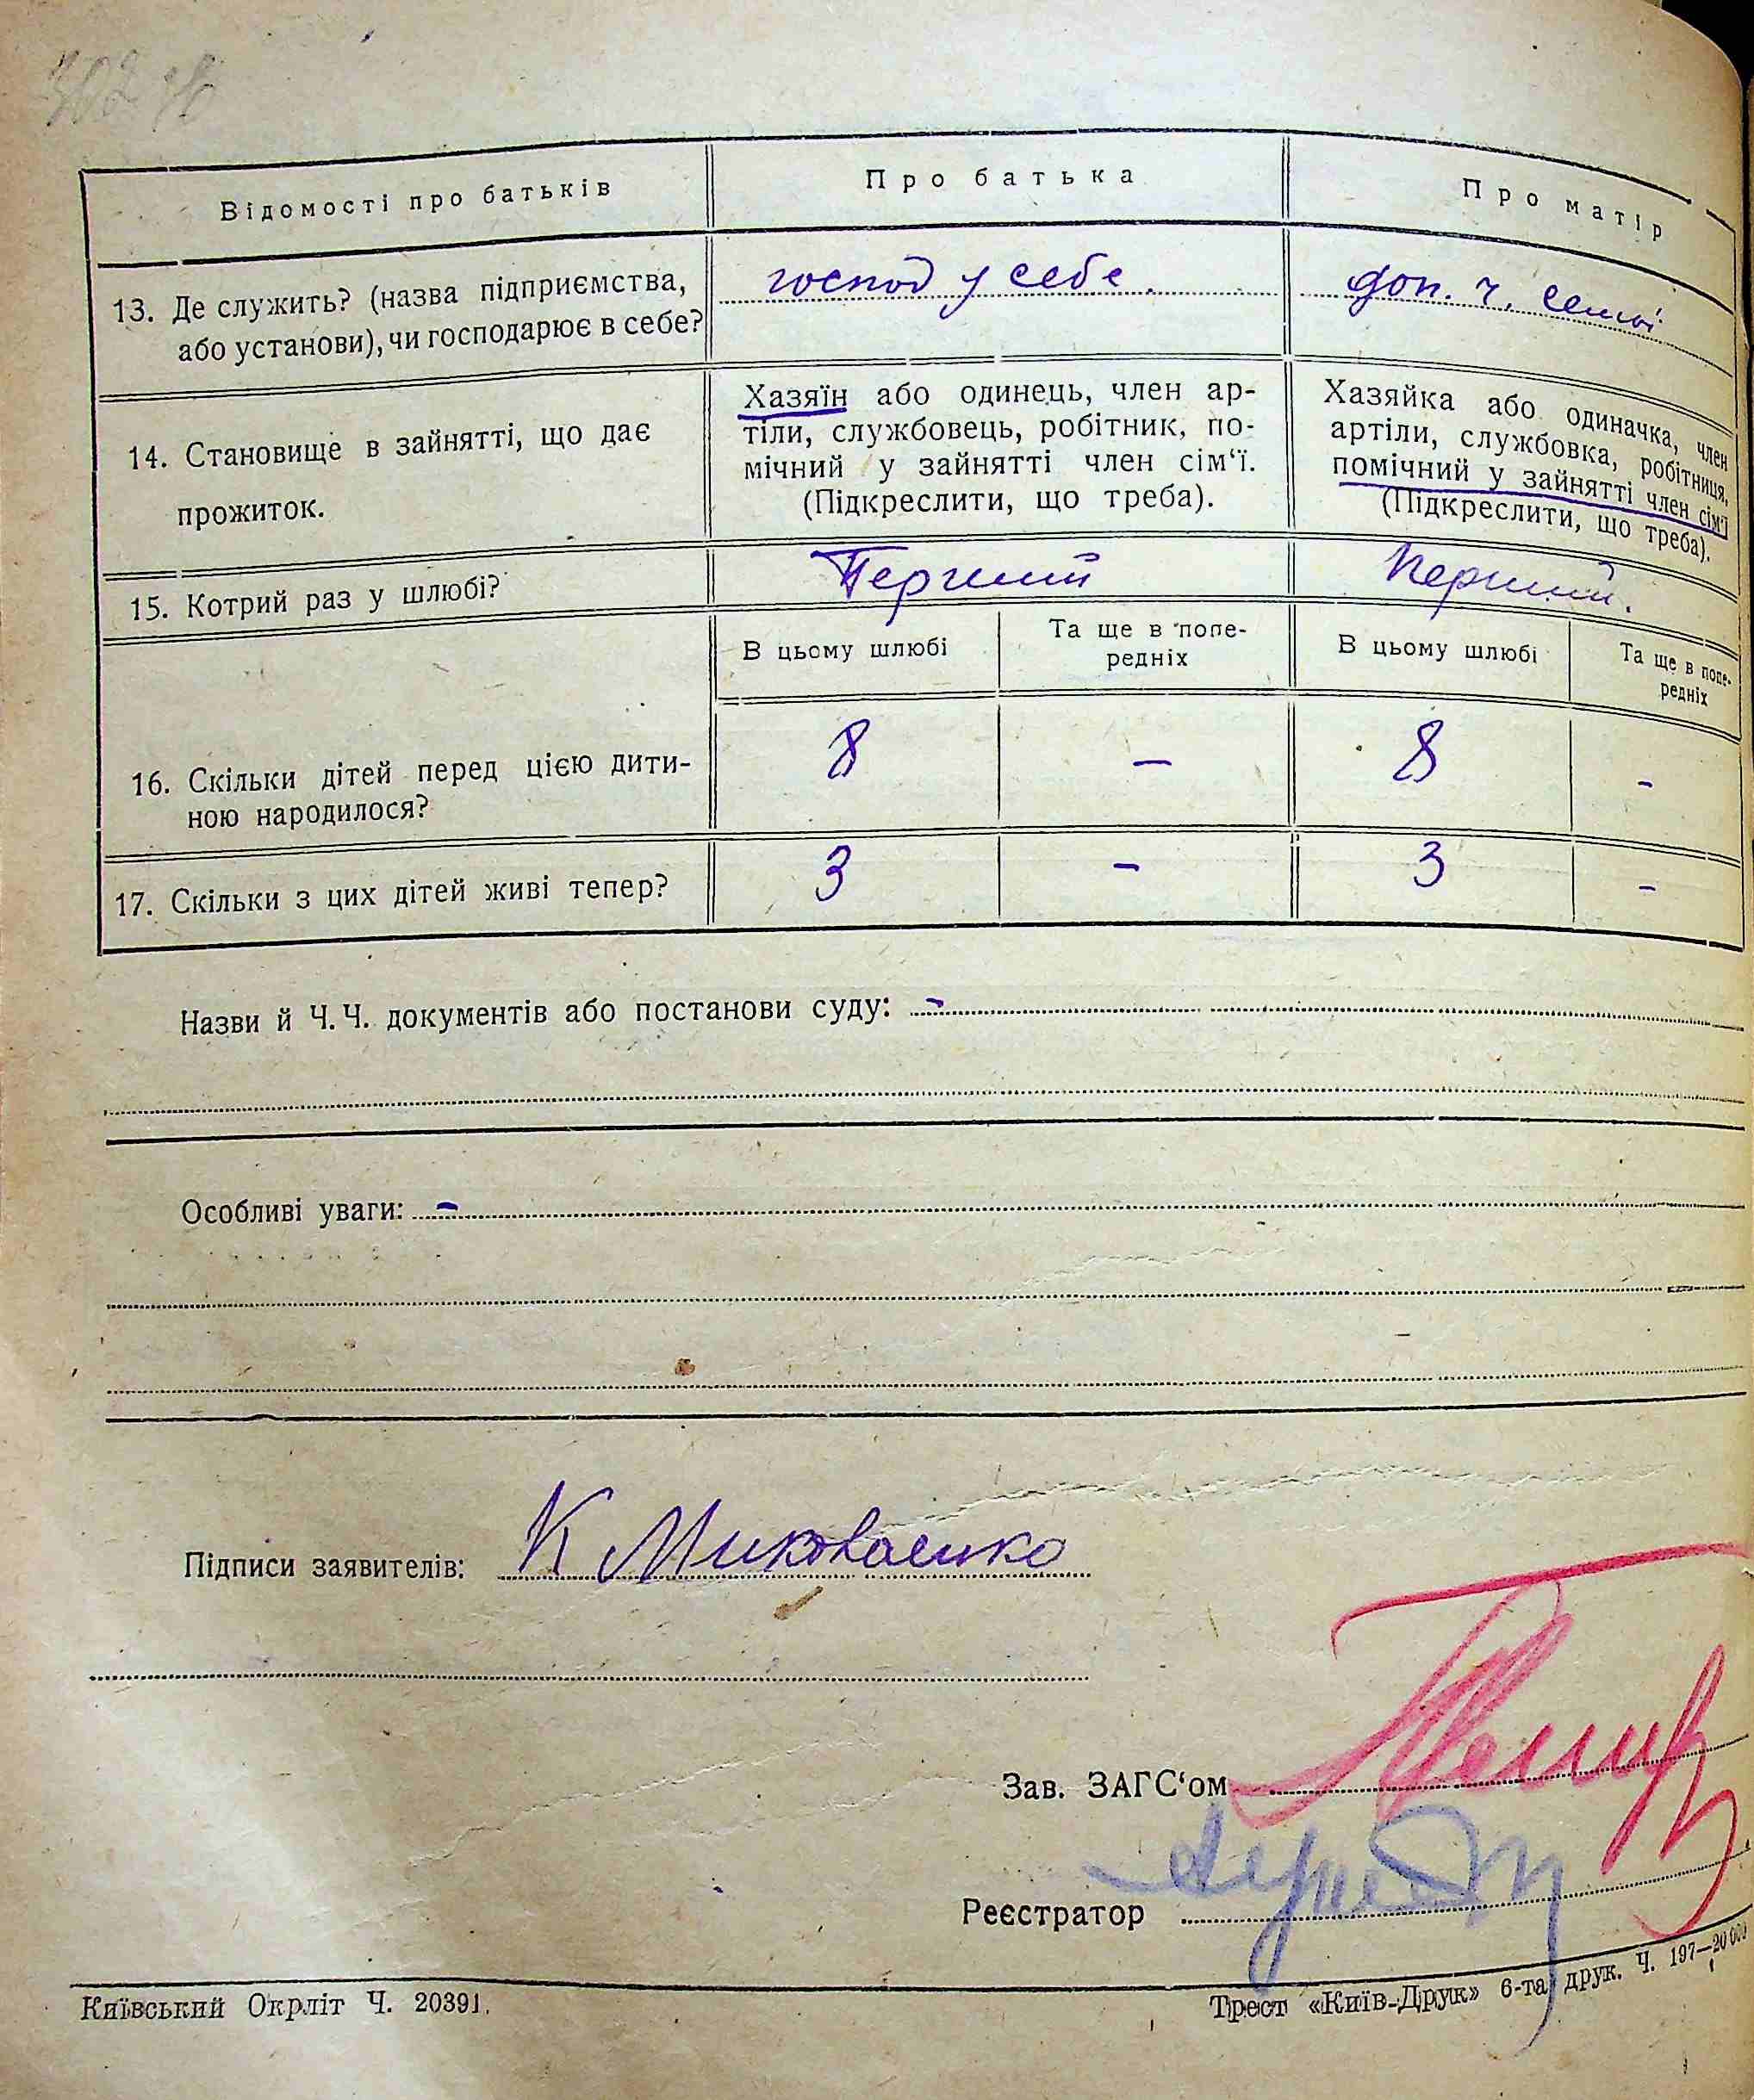 302 зв
Відомості про батьків
Про батька
Про матір
13. Де служить? (назва підприємства,
або установи), чи господарює в себе?
господ у себе.
доп. ч. семьі
14. Становище в зайнятті, що дає
прожиток.
Хазяїн або одинець, член ар-
тіли, службовець, робітник, по-
мічний у зайнятті член сім'ї.
(Підкреслити, що треба).
Хазяйка або одиначка, член
артіли, службовка, робітниця,
помічний у зайнятті член сім'ї
(Підкреслити, що треба).
15. Котрий раз у шлюбі?
Перший
Перший.
В цьому шлюбі
Та ще в попе-
редніх
В цьому шлюбі
Та ще в попе-
редніх
16. Скільки дітей перед цією дити-
ною народилося?
8
—
8
-
17. Скільки з цих дітей живі тепер?
3
-
3
-
Назви й Ч.Ч. документів або постанови суду: -
Особливі уваги: -
Підписи заявителів: К Миколаенко
Зав. ЗАГС'ом
Реєстратор
Київський Окрліт Ч. 20391.
Трест «Київ-Друк» 6-та друк. Ч. 197—20000